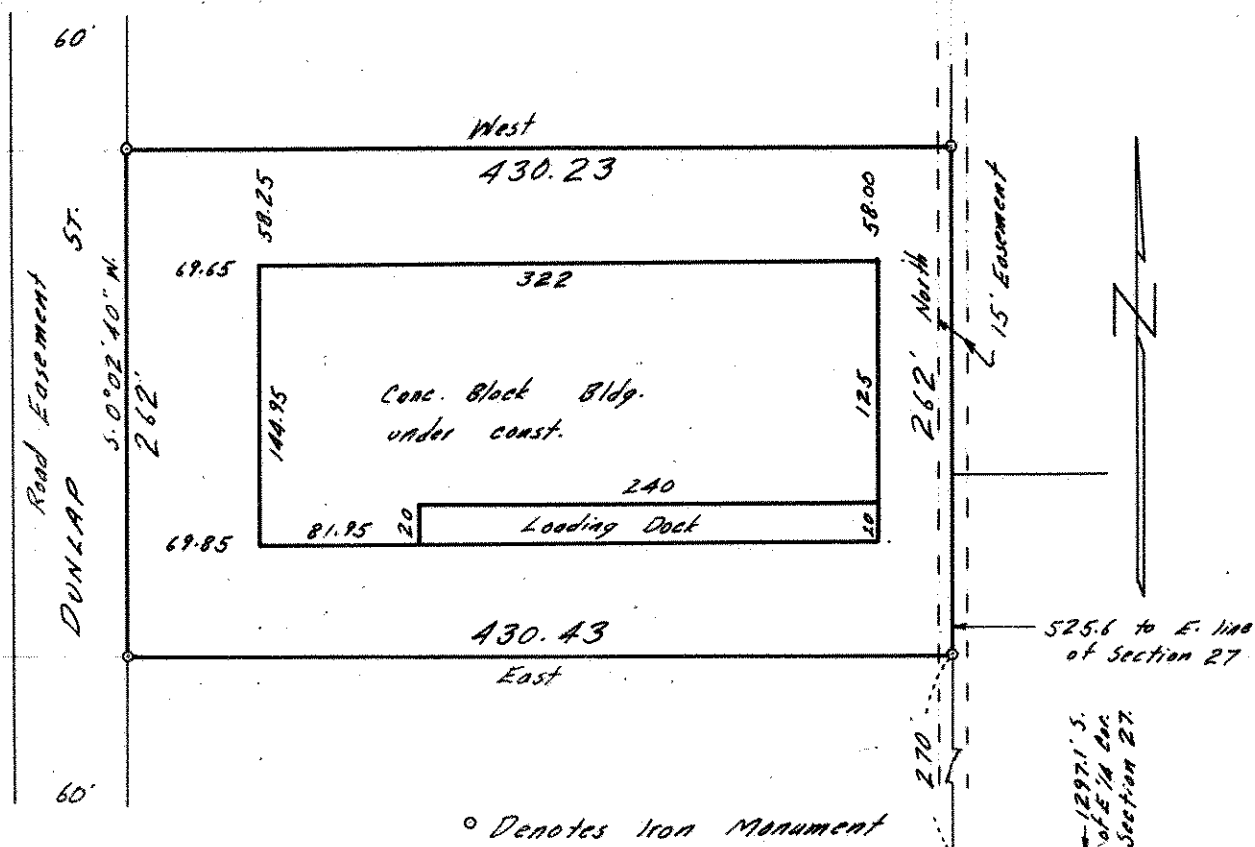 60'
West
430.23
58.25
58.00
69.65
322
Road Easement
DUNLAP ST.
S. 0°02'40" W.
262'
144.95
Conc. Block Bldg.
under const.
125
262' North
15' Easement
N
240
81.95
20
Loading Dock
20
69.85
430.43
East
525.6 to E. line
of Section 27
270'
1297.1' S.
of E 1/4 Cor.
Section 27.
60'
Denotes Iron Monument